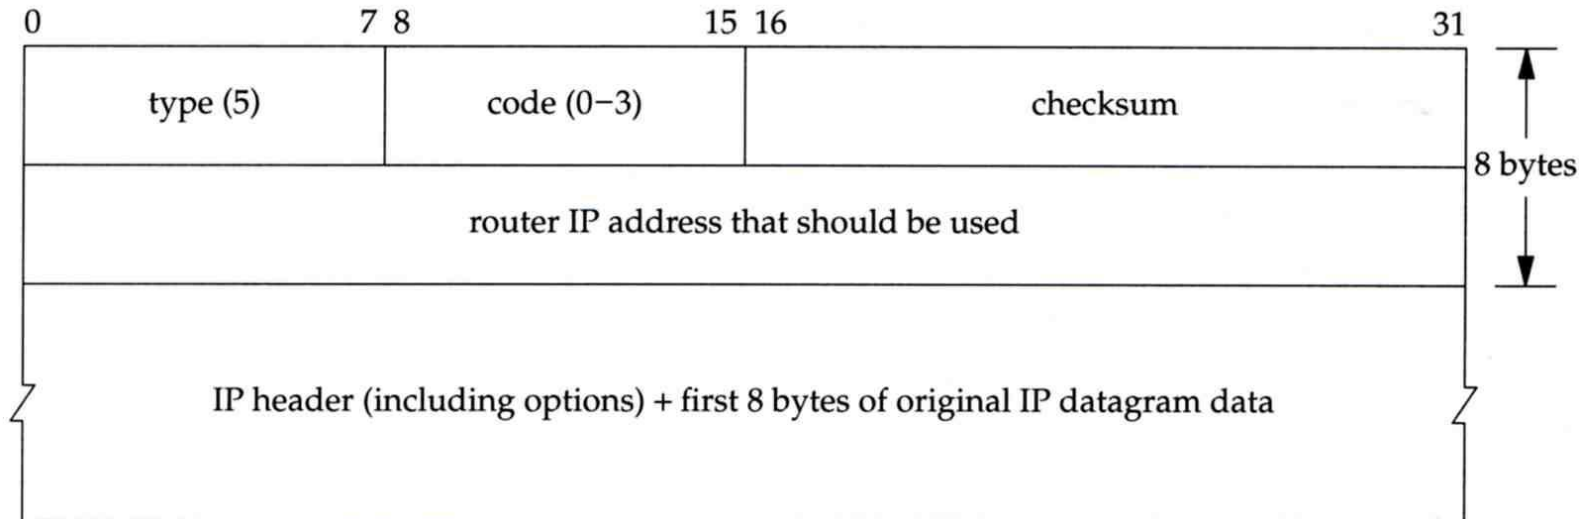 0 7 8 15 16 31
type (5) code (0−3) checksum
8 bytes
router IP address that should be used
IP header (including options) + first 8 bytes of original IP datagram data